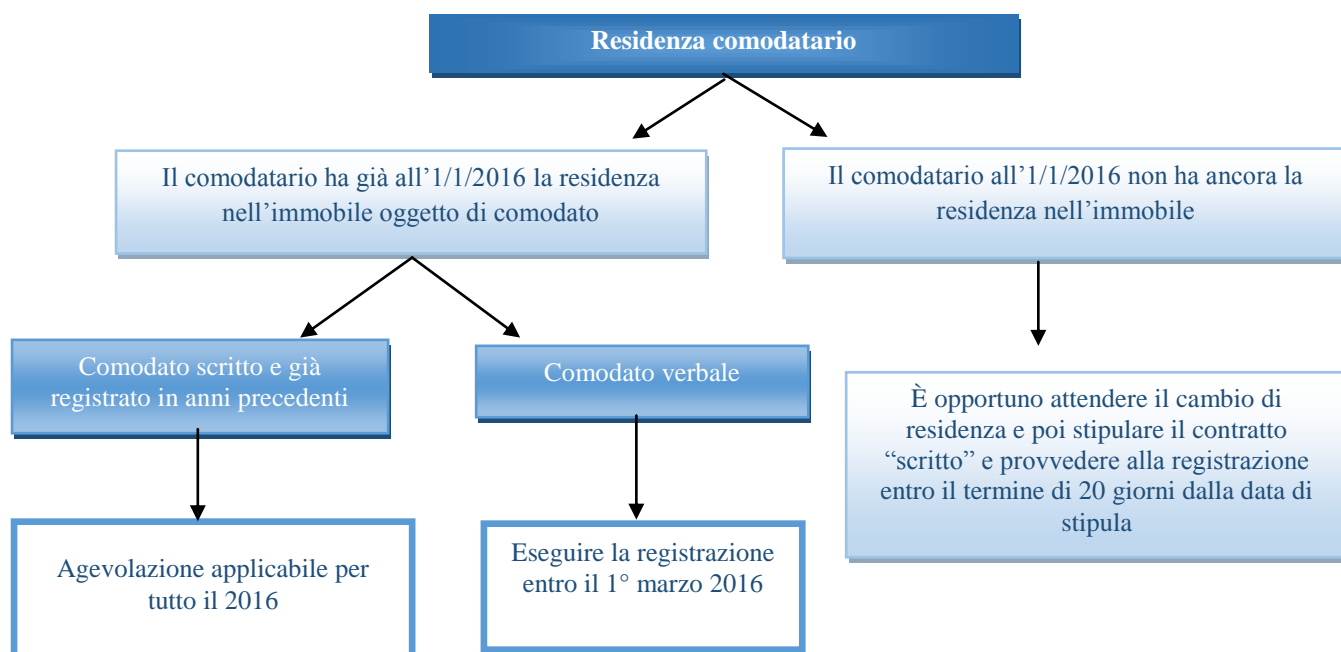 Residenza comodatario
Il comodatario ha già all’1/1/2016 la residenza
nell’immobile oggetto di comodato
Il comodatario all’1/1/2016 non ha ancora la
residenza nell’immobile
Comodato scritto e già
registrato in anni precedenti
Comodato verbale
È opportuno attendere il cambio di
residenza e poi stipulare il contratto
“scritto” e provvedere alla registrazione
entro il termine di 20 giorni dalla data di
stipula
Agevolazione applicabile per
tutto il 2016
Eseguire la registrazione
entro il 1° marzo 2016